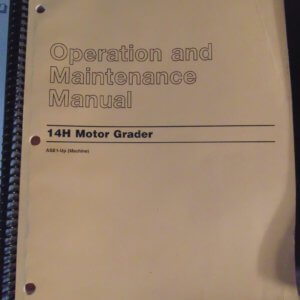 Operation and
Maintenance
Manual
14H Motor Grader
ASE1-Up (Machine)